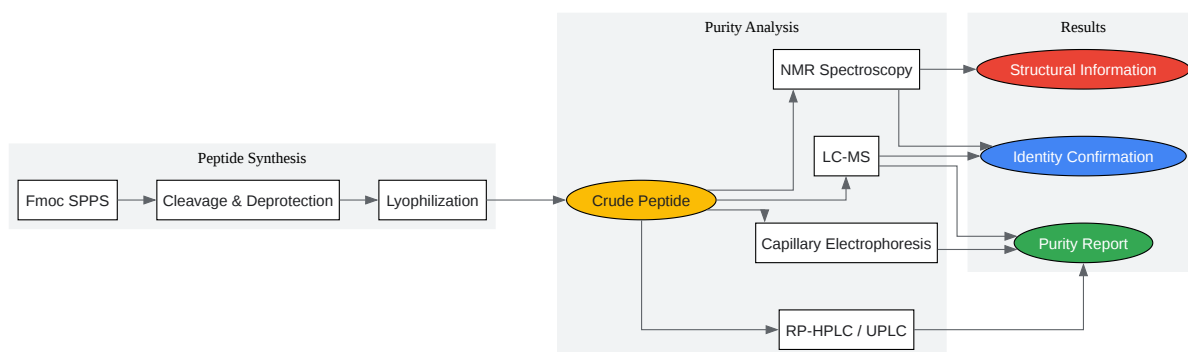 Peptide Synthesis
Fmoc SPPS
Cleavage & Deprotection
Lyophilization
Purity Analysis
Crude Peptide
NMR Spectroscopy
LC-MS
Capillary Electrophoresis
RP-HPLC / UPLC
Results
Structural Information
Identity Confirmation
Purity Report